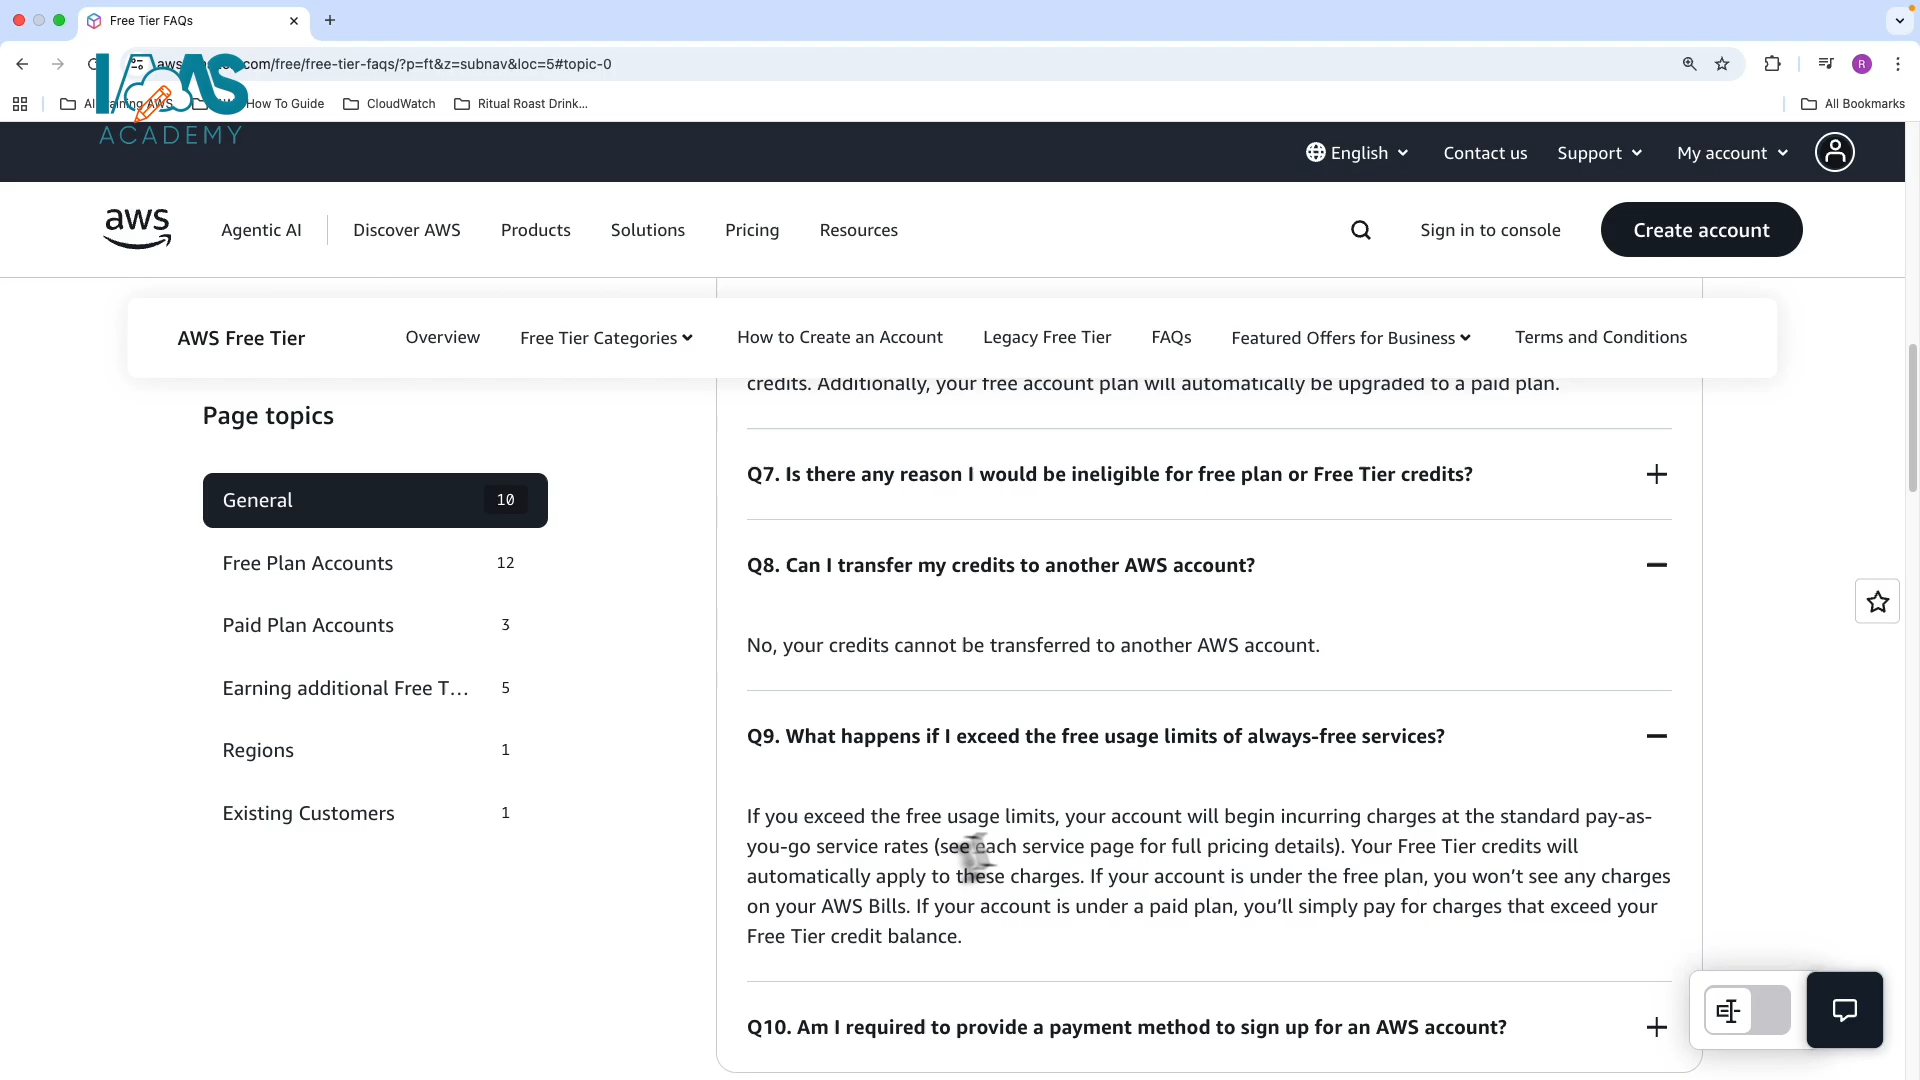 Free Tier FAQs
.com/free/free-tier-faqs/?p=ft&z=subnav&loc=5#topic-0
R
IAAS
ACADEMY
How To Guide
CloudWatch
Ritual Roast Drink...
All Bookmarks
English
Contact us
Support
My account
aws
Agentic AI
Discover AWS
Products
Solutions
Pricing
Resources
Sign in to console
Create account
AWS Free Tier
Overview
Free Tier Categories
How to Create an Account
Legacy Free Tier
FAQs
Featured Offers for Business
Terms and Conditions
Page topics
General 10
Free Plan Accounts 12
Paid Plan Accounts 3
Earning additional Free T... 5
Regions 1
Existing Customers 1
credits. Additionally, your free account plan will automatically be upgraded to a paid plan.
Q7. Is there any reason I would be ineligible for free plan or Free Tier credits?
Q8. Can I transfer my credits to another AWS account?
No, your credits cannot be transferred to another AWS account.
Q9. What happens if I exceed the free usage limits of always-free services?
If you exceed the free usage limits, your account will begin incurring charges at the standard pay-as-
you-go service rates (see each service page for full pricing details). Your Free Tier credits will
automatically apply to these charges. If your account is under the free plan, you won't see any charges
on your AWS Bills. If your account is under a paid plan, you'll simply pay for charges that exceed your
Free Tier credit balance.
Q10. Am I required to provide a payment method to sign up for an AWS account?